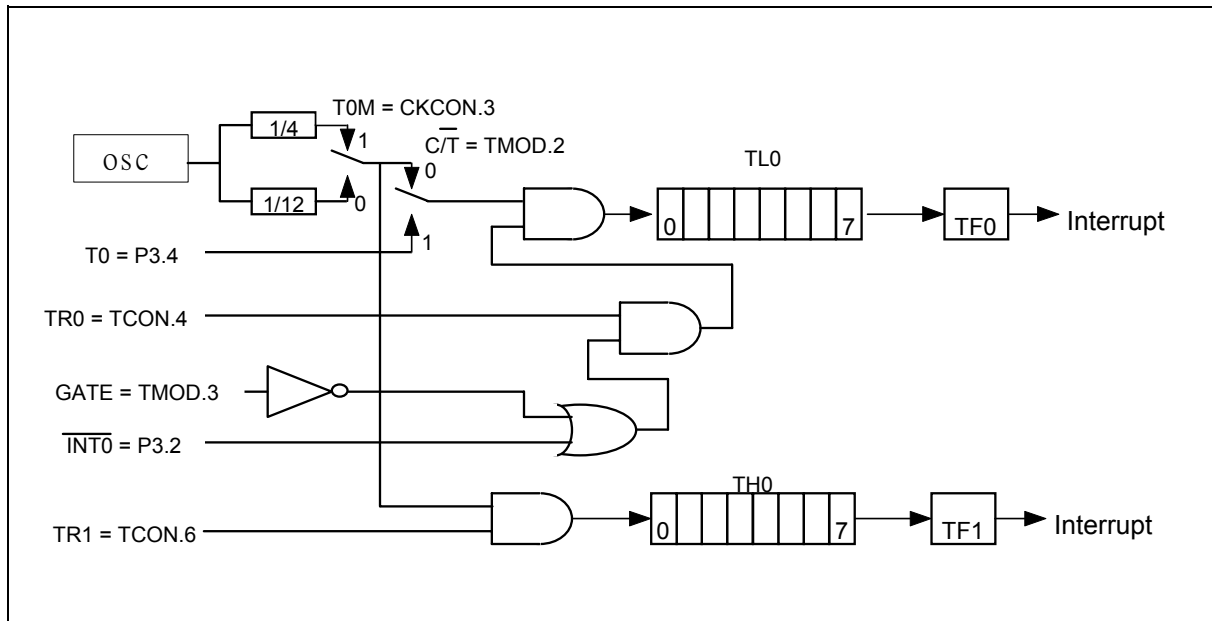 T0M = CKCON.3
1/4
1
C/T̅ = TMOD.2
OSC
0
TL0
1/12
0
0
7
TF0
Interrupt
1
T0 = P3.4
TR0 = TCON.4
GATE = TMOD.3
I̅N̅T̅0̅ = P3.2
TH0
0
7
TF1
Interrupt
TR1 = TCON.6